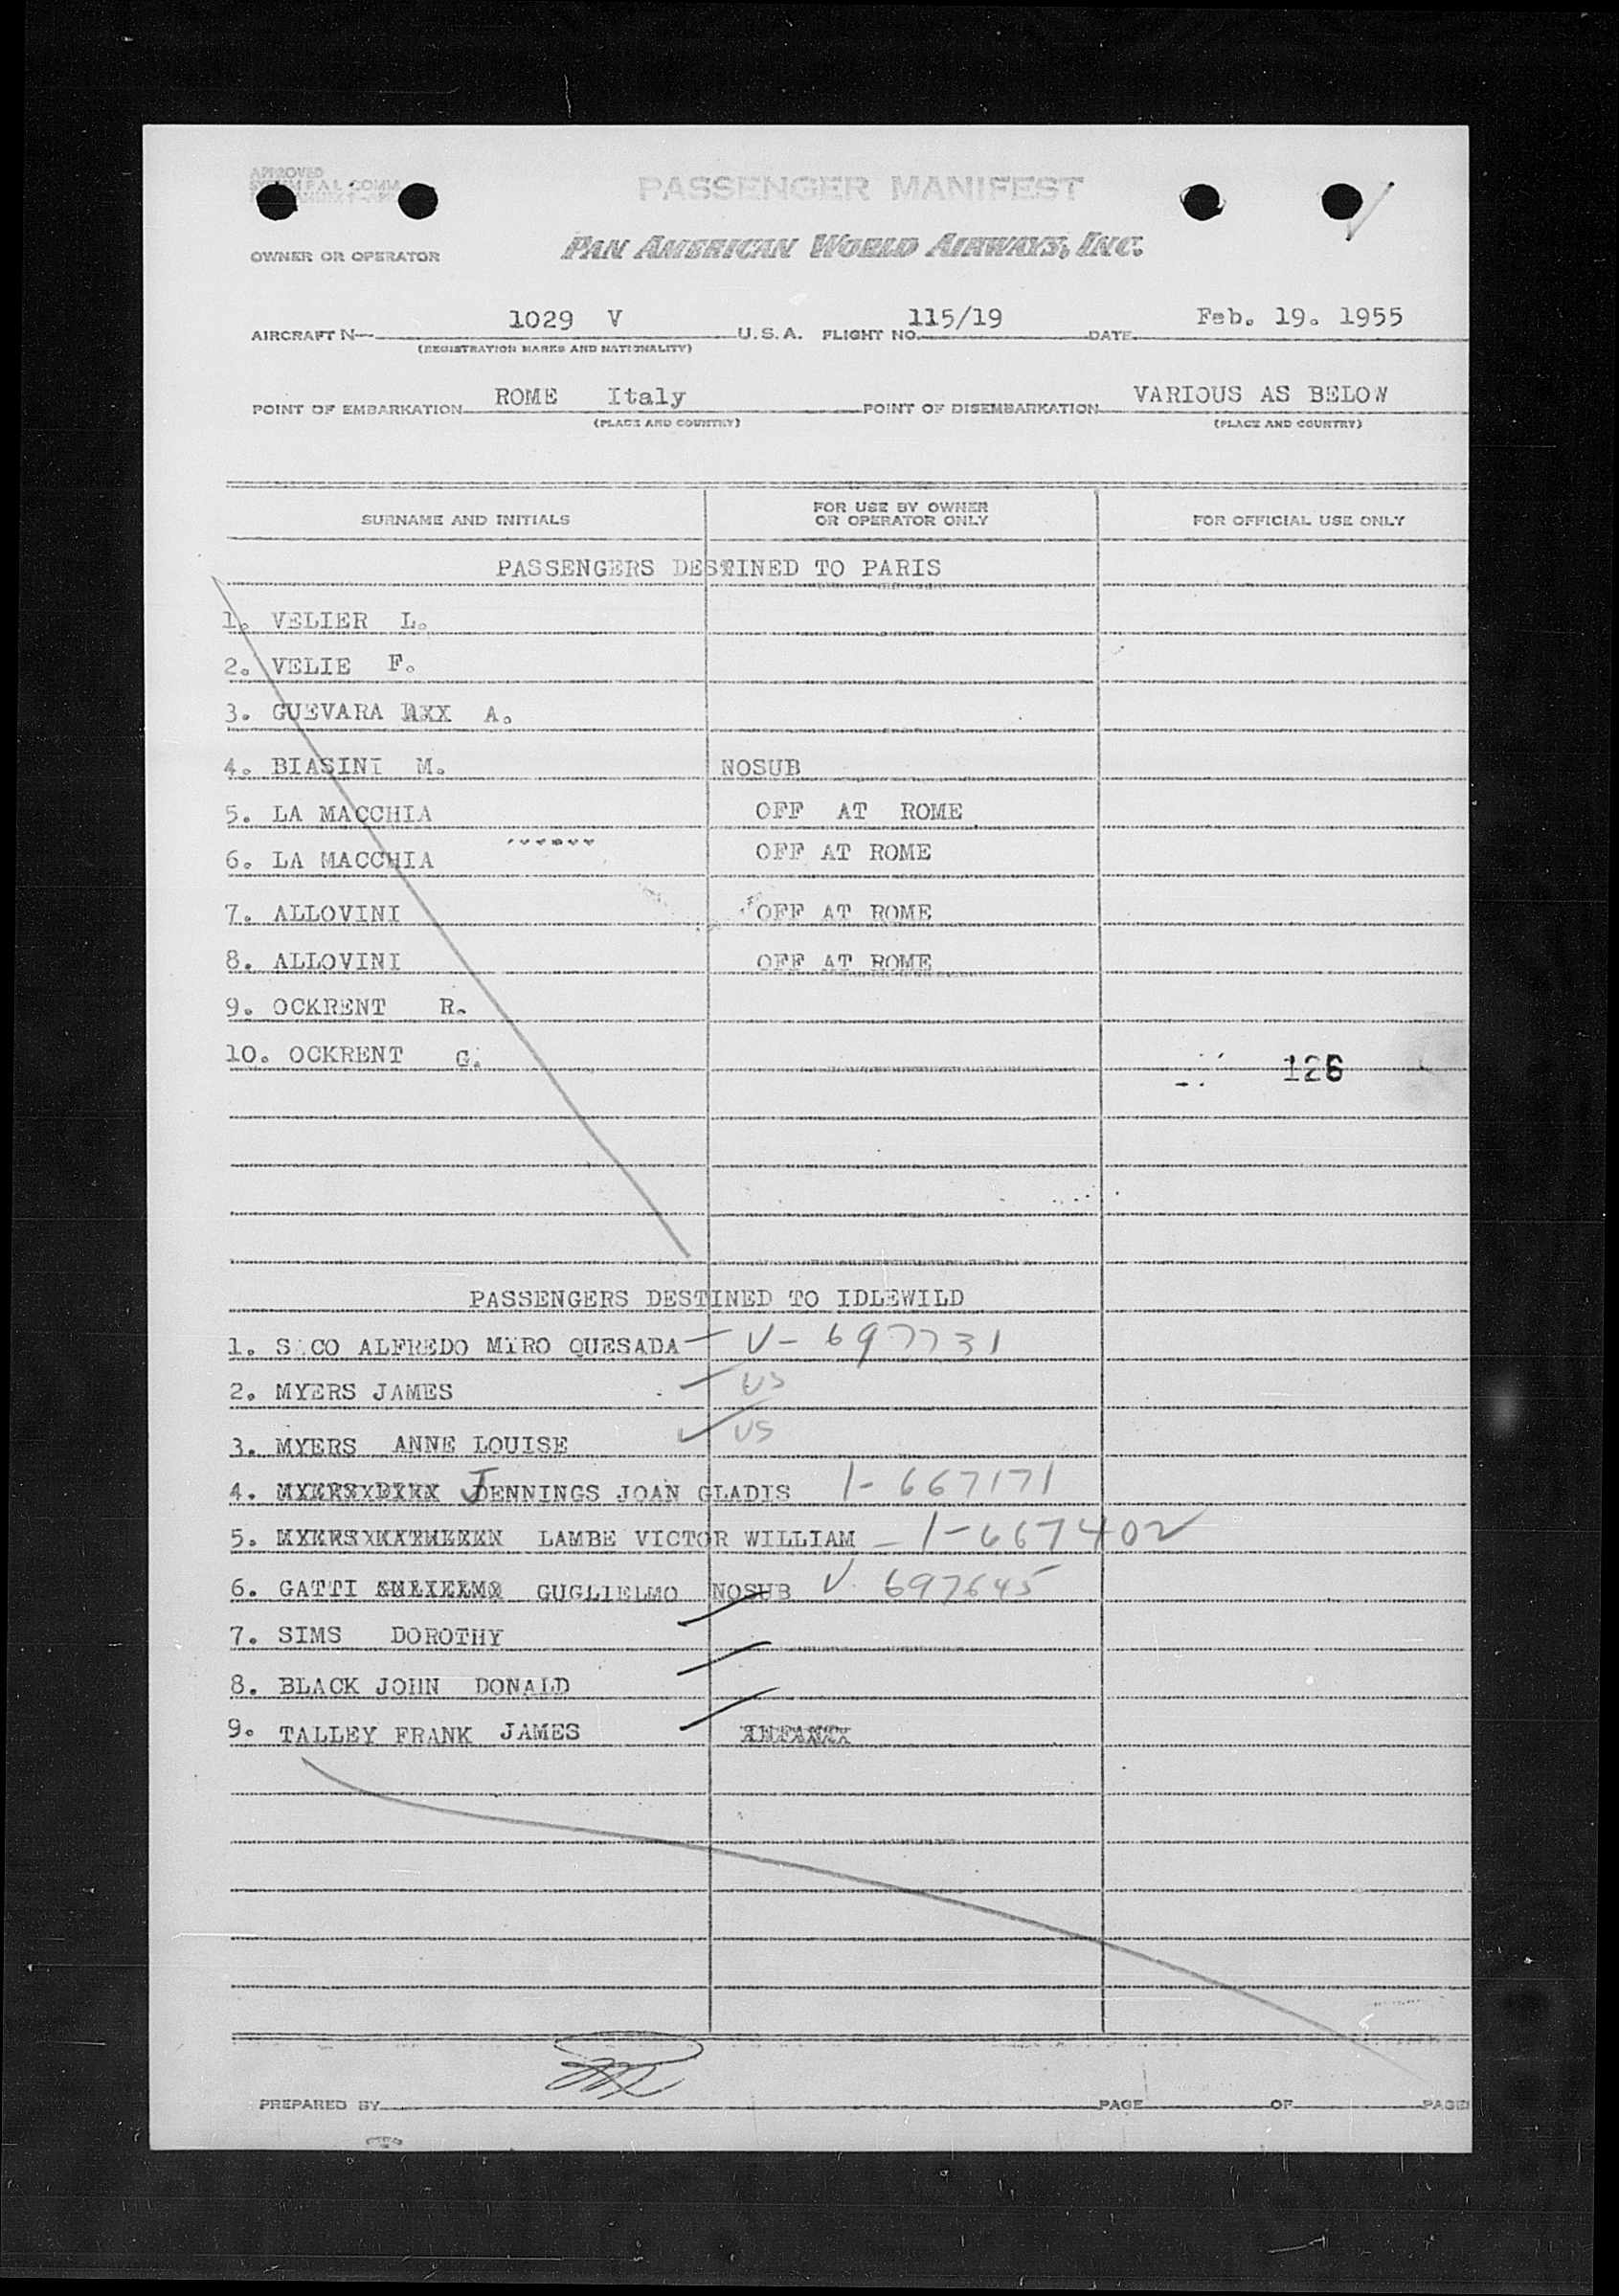 APPROVED
PASSENGER MANIFEST
OWNER OR OPERATOR
PAN AMERICAN WORLD AIRWAYS, INC.
AIRCRAFT N— 1029 V U.S.A. FLIGHT NO. 115/19 DATE Feb. 19. 1955
(REGISTRATION MARKS AND NATIONALITY)
POINT OF EMBARKATION ROME Italy POINT OF DISEMBARKATION VARIOUS AS BELOW
(PLACE AND COUNTRY) (PLACE AND COUNTRY)
SURNAME AND INITIALS FOR USE BY OWNER OR OPERATOR ONLY FOR OFFICIAL USE ONLY
PASSENGERS DESTINED TO PARIS
1. VELIER L.
2. VELIE F.
3. GUEVARA A.
4. BIASINI M. NOSUB
5. LA MACCHIA OFF AT ROME
6. LA MACCHIA OFF AT ROME
7. ALLOVINI OFF AT ROME
8. ALLOVINI OFF AT ROME
9. OCKRENT R.
10. OCKRENT G.
126
PASSENGERS DESTINED TO IDLEWILD
1. ALFREDO MIRO QUESADA — V- 697731
2. MYERS JAMES US
3. MYERS ANNE LOUISE US
4. JENNINGS JOAN GLADIS 1-667171
5. LAMBE VICTOR WILLIAM - 1-667402
6. GATTI GUGLIELMO NOSUB V. 697645
7. SIMS DOROTHY
8. BLACK JOHN DONALD
9. TALLEY FRANK JAMES
PREPARED BY PAGE OF PAGE